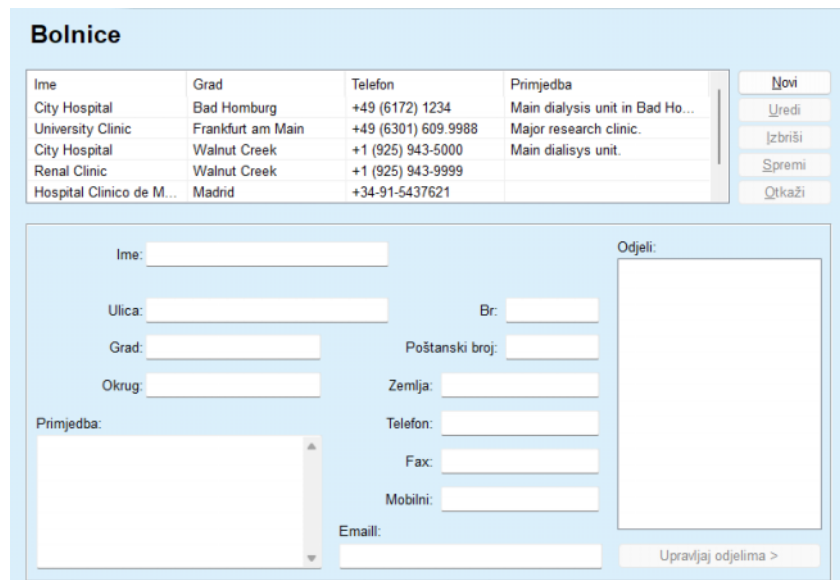 Bolnice
Ime Grad Telefon Primjedba
City Hospital Bad Homburg +49 (6172) 1234 Main dialysis unit in Bad Ho...
University Clinic Frankfurt am Main +49 (6301) 609.9988 Major research clinic.
City Hospital Walnut Creek +1 (925) 943-5000 Main dialisys unit.
Renal Clinic Walnut Creek +1 (925) 943-9999
Hospital Clinico de M... Madrid +34-91-5437621
Novi
Uredi
Izbriši
Spremi
Otkaži
Ime:
Odjeli:
Ulica: Br:
Grad: Poštanski broj:
Okrug: Zemlja:
Primjedba: Telefon:
Fax:
Mobilni:
Emaill:
Upravljaj odjelima >